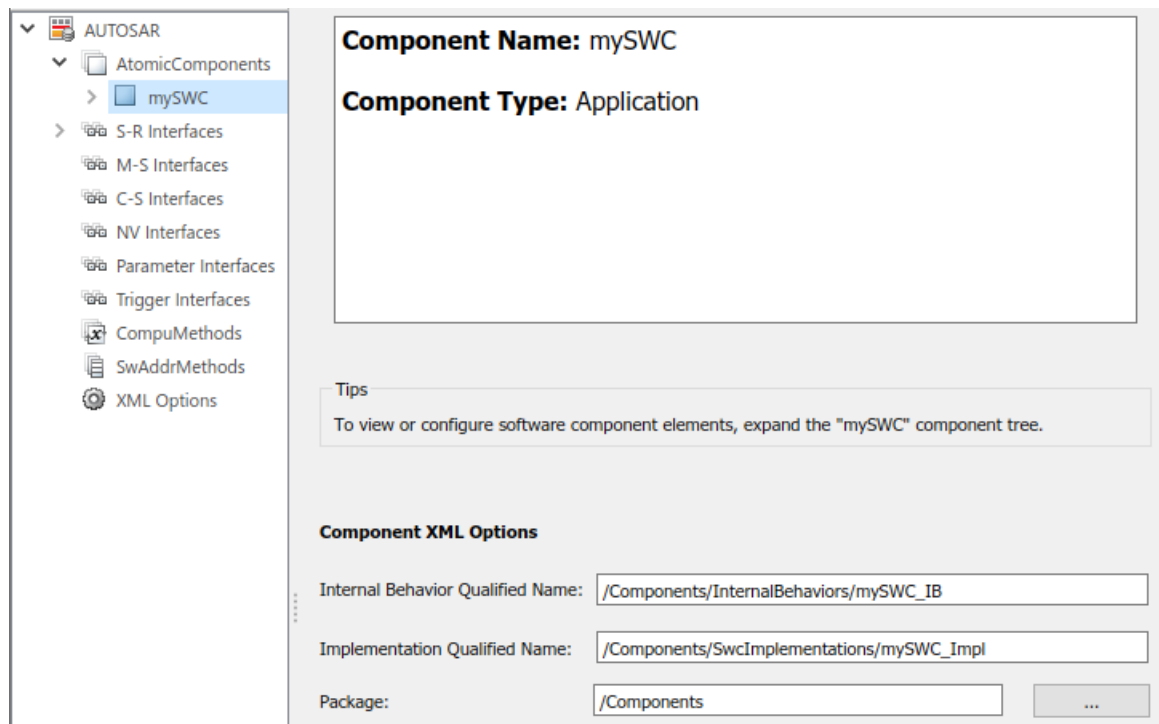 AUTOSAR
AtomicComponents
mySWC
S-R Interfaces
M-S Interfaces
C-S Interfaces
NV Interfaces
Parameter Interfaces
Trigger Interfaces
CompuMethods
SwAddrMethods
XML Options
Component Name: mySWC
Component Type: Application
Tips
To view or configure software component elements, expand the "mySWC" component tree.
Component XML Options
Internal Behavior Qualified Name: /Components/InternalBehaviors/mySWC_IB
Implementation Qualified Name: /Components/SwcImplementations/mySWC_Impl
Package: /Components ...